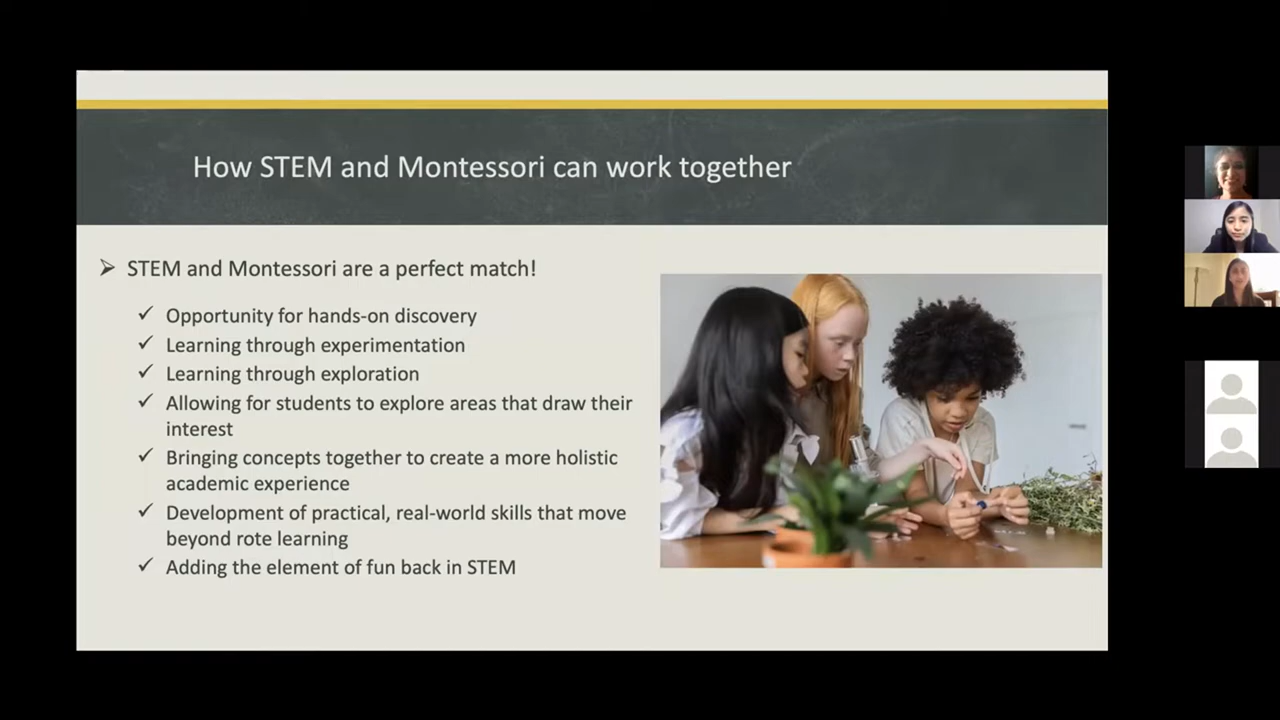 How STEM and Montessori can work together
STEM and Montessori are a perfect match!
Opportunity for hands-on discovery
Learning through experimentation
Learning through exploration
Allowing for students to explore areas that draw their
interest
Bringing concepts together to create a more holistic
academic experience
Development of practical, real-world skills that move
beyond rote learning
Adding the element of fun back in STEM